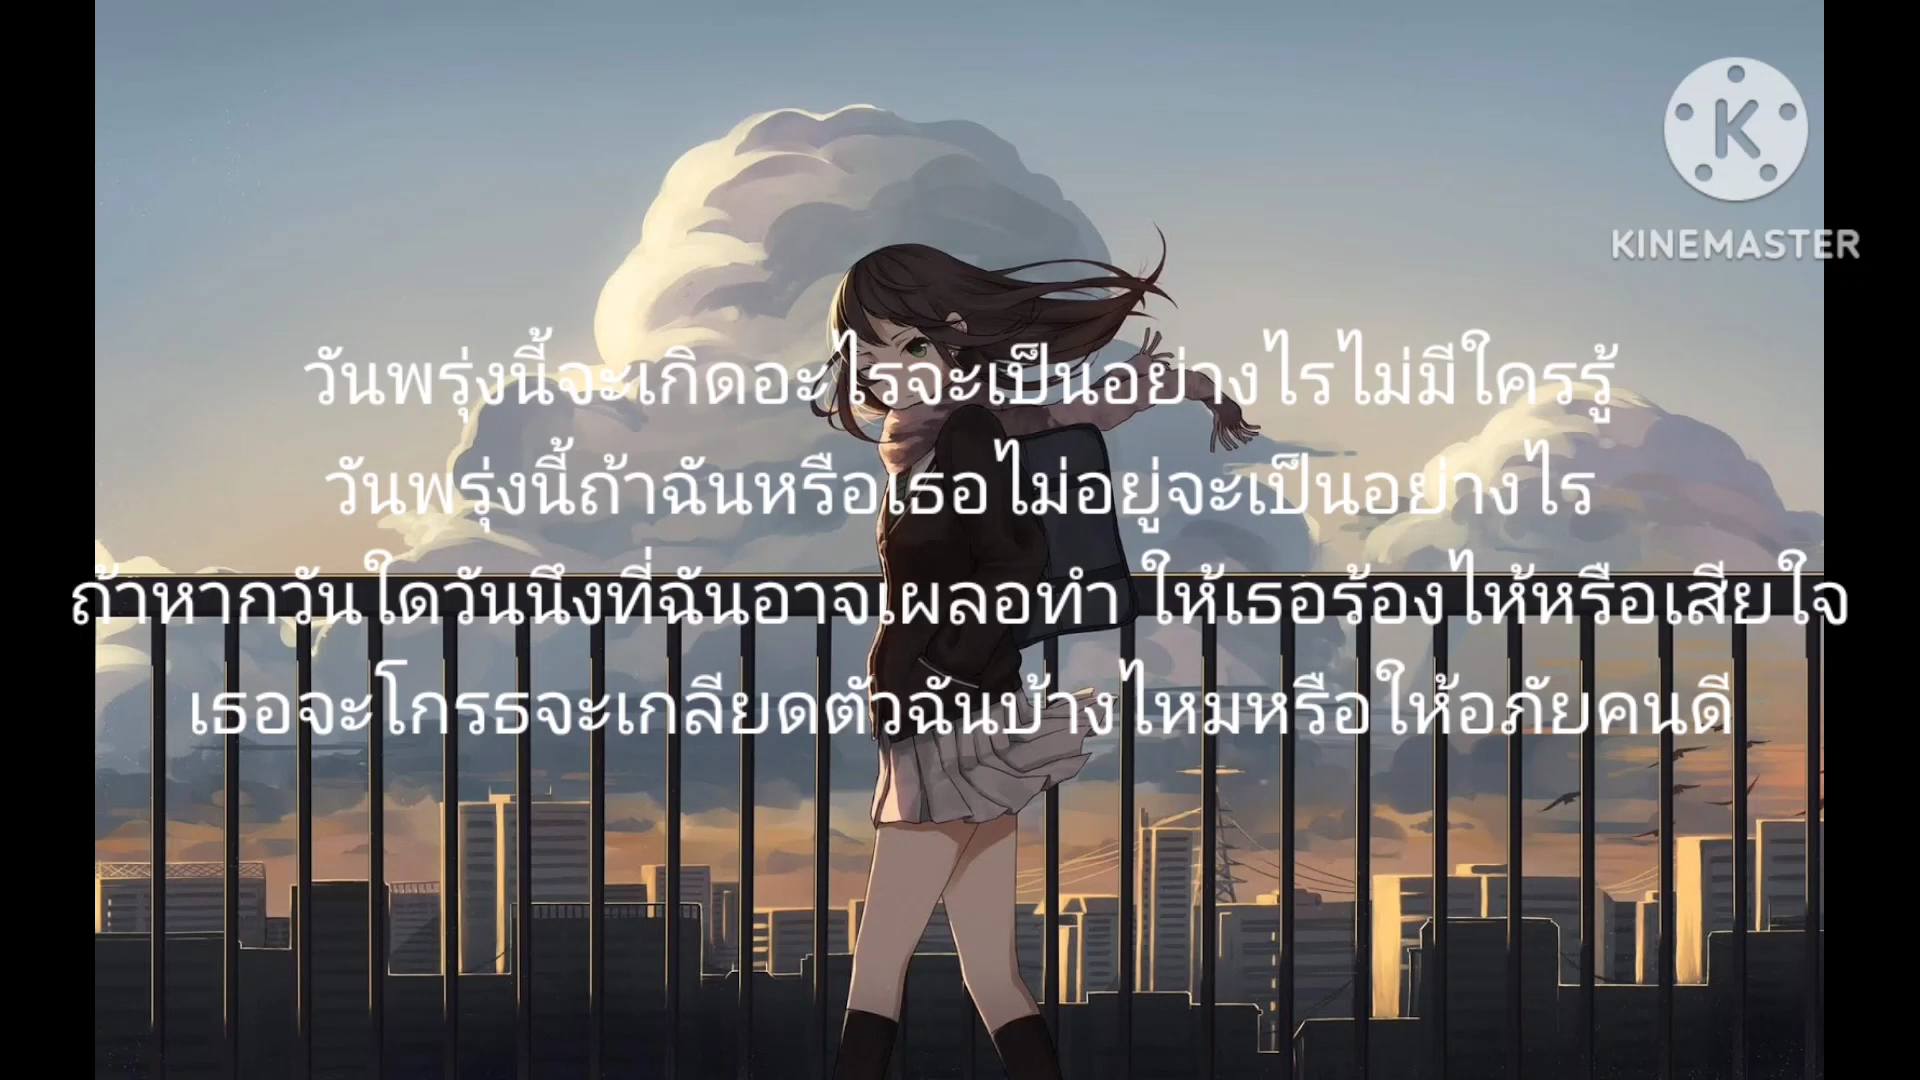 KINEMASTER
วันพรุ่งนี้จะเกิดอะไรจะเป็นอย่างไรไม่มีใครรู้
วันพรุ่งนี้ถ้าฉันหรือเธอไม่อยู่จะเป็นอย่างไร
ถ้าหากวันใดวันนึงที่ฉันอาจเผลอทำ ให้เธอร้องไห้หรือเสียใจ
เธอจะโกรธจะเกลียดตัวฉันบ้างไหมหรือให้อภัยคนดี